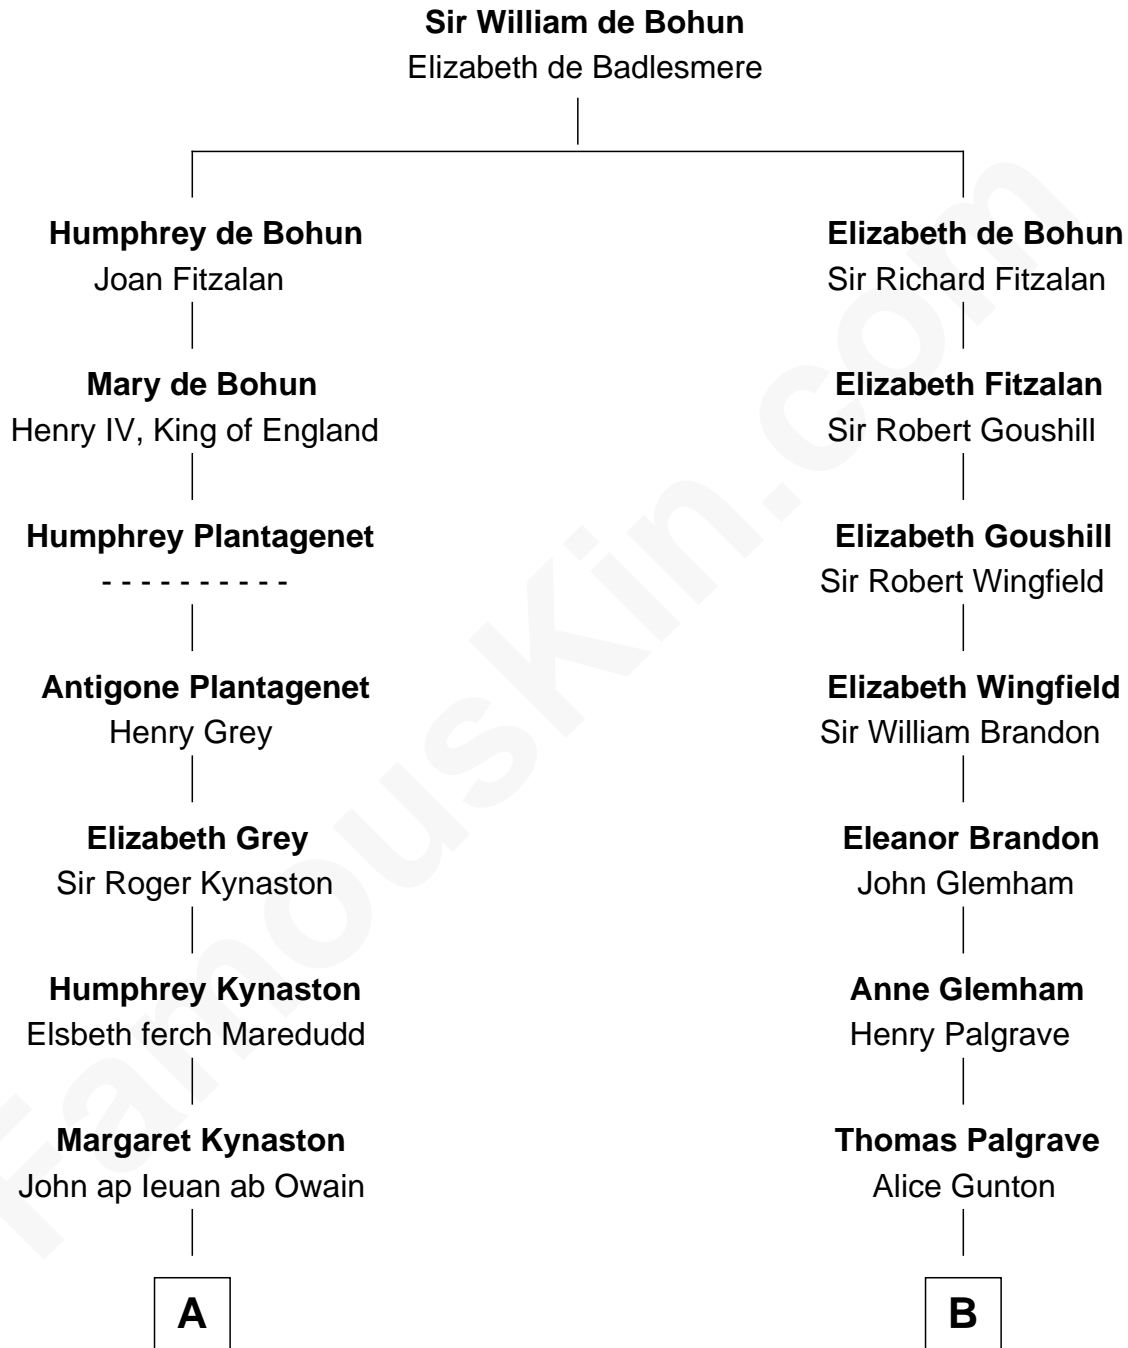 Sir William de Bohun
Elizabeth de Badlesmere
Humphrey de Bohun
Joan Fitzalan
Mary de Bohun
Henry IV, King of England
Humphrey Plantagenet
- - - - - - - - - -
Antigone Plantagenet
Henry Grey
Elizabeth Grey
Sir Roger Kynaston
Humphrey Kynaston
Elsbeth ferch Maredudd
Margaret Kynaston
John ap Ieuan ab Owain
A
Elizabeth de Bohun
Sir Richard Fitzalan
Elizabeth Fitzalan
Sir Robert Goushill
Elizabeth Goushill
Sir Robert Wingfield
Elizabeth Wingfield
Sir William Brandon
Eleanor Brandon
John Glemham
Anne Glemham
Henry Palgrave
Thomas Palgrave
Alice Gunton
B
FamousKin.com